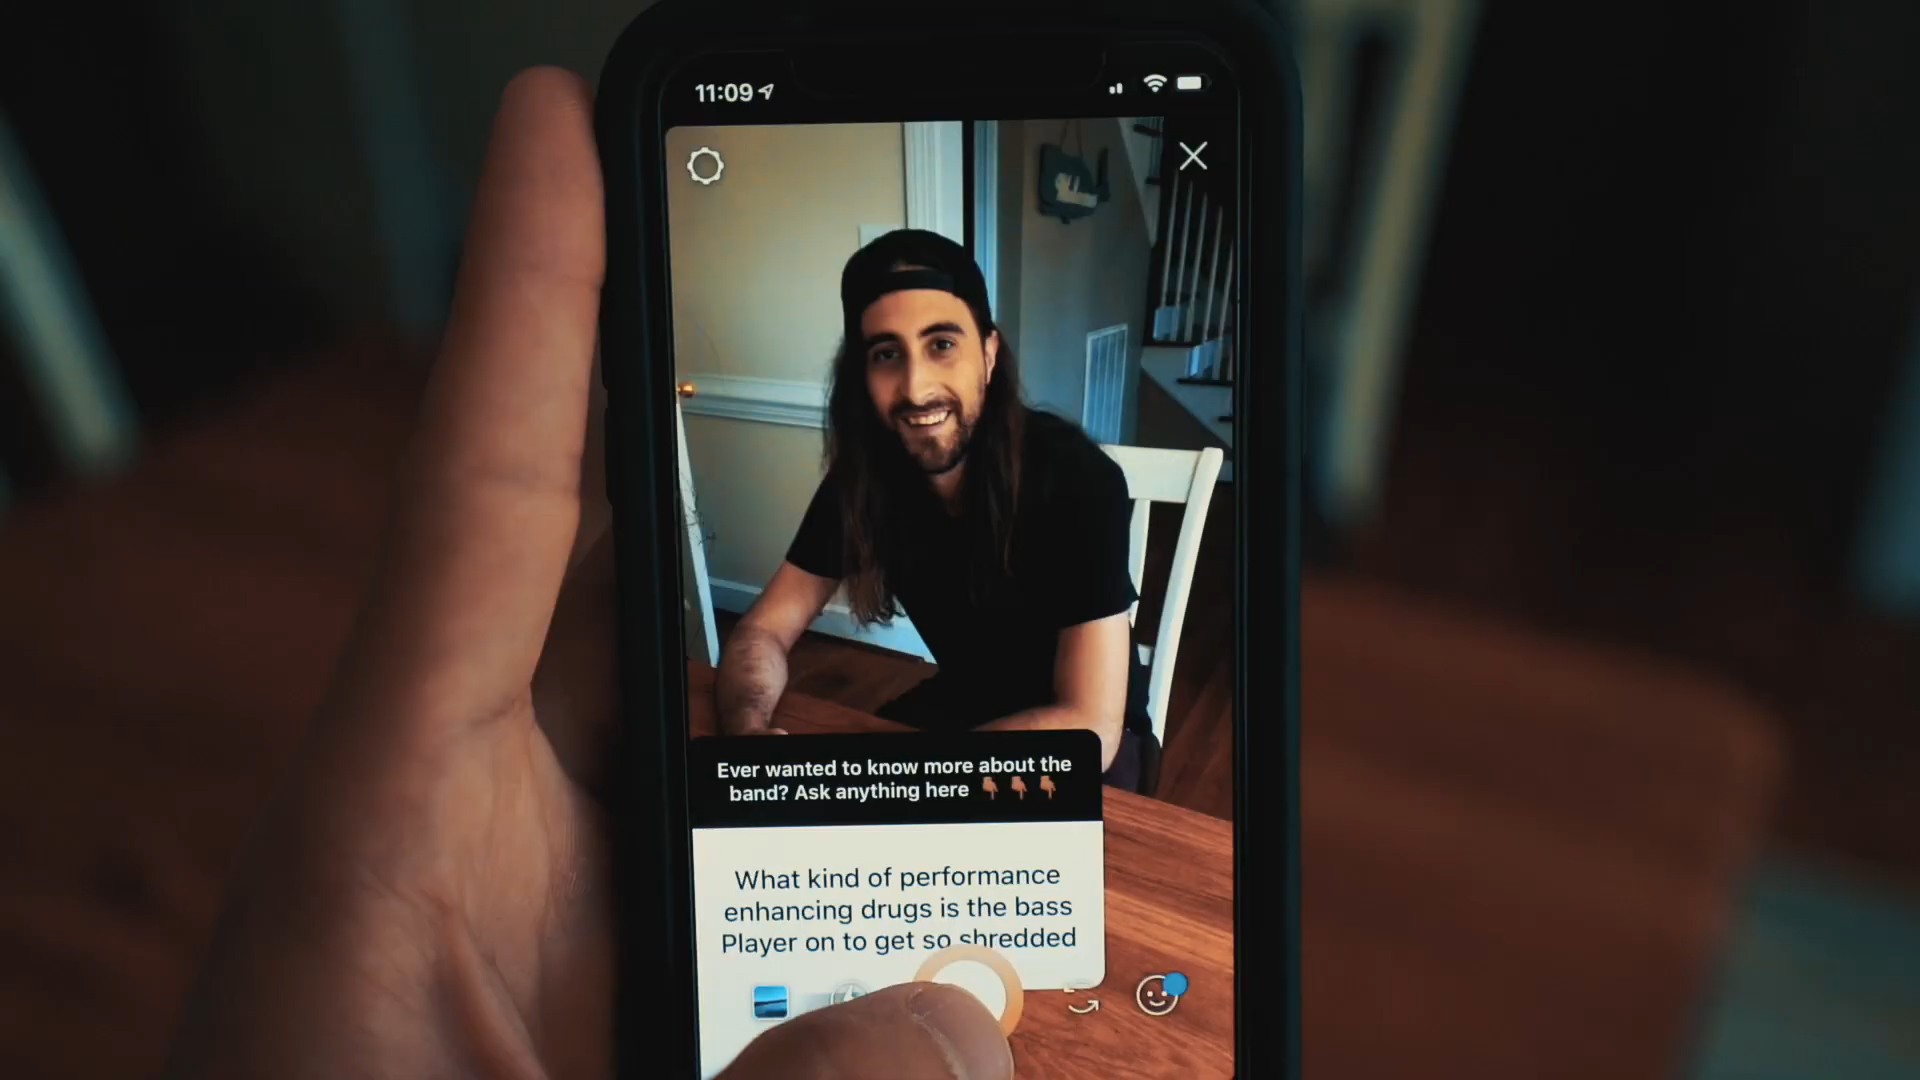 11:09
Ever wanted to know more about the
band? Ask anything here 👇🏾👇🏾👇🏾
What kind of performance
enhancing drugs is the bass
Player on to get so shredded